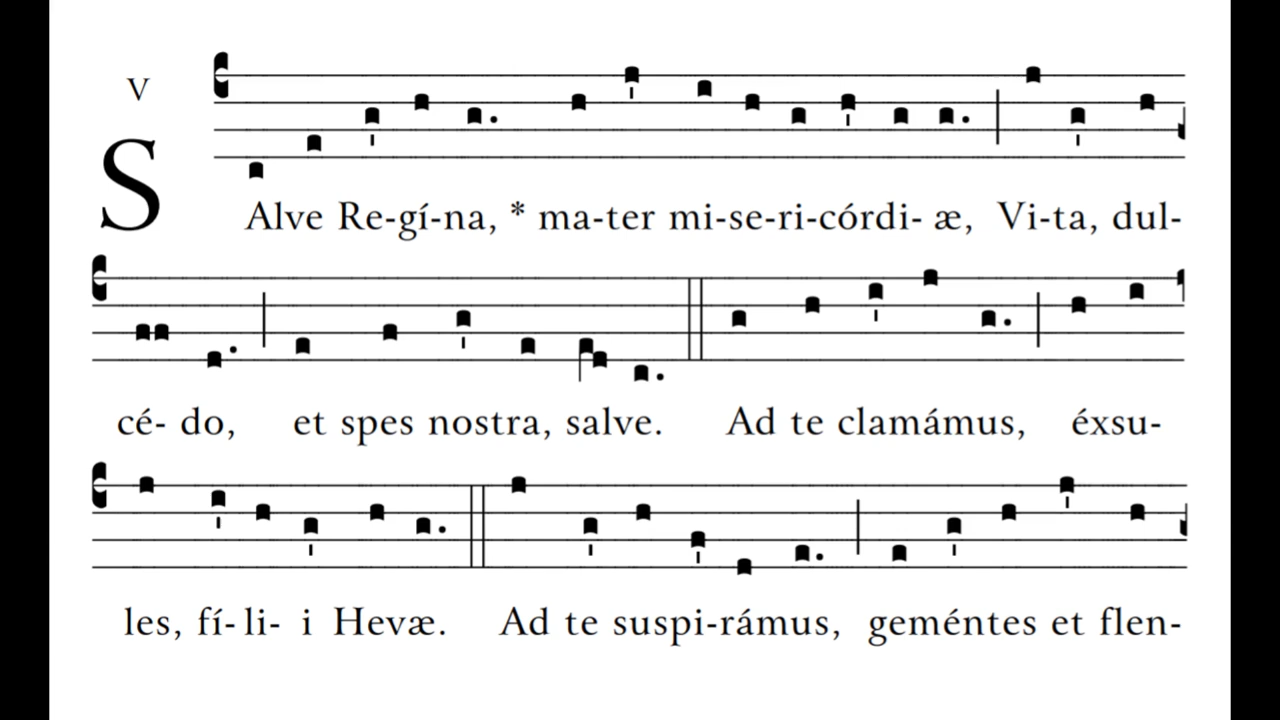 V
SAlve Re-gí-na, * ma-ter mi-se-ri-córdi- æ, Vi-ta, dul-
cé- do, et spes nostra, salve. Ad te clamámus, éxsu-
les, fí-li- i Hevæ. Ad te suspi-rámus, geméntes et flen-